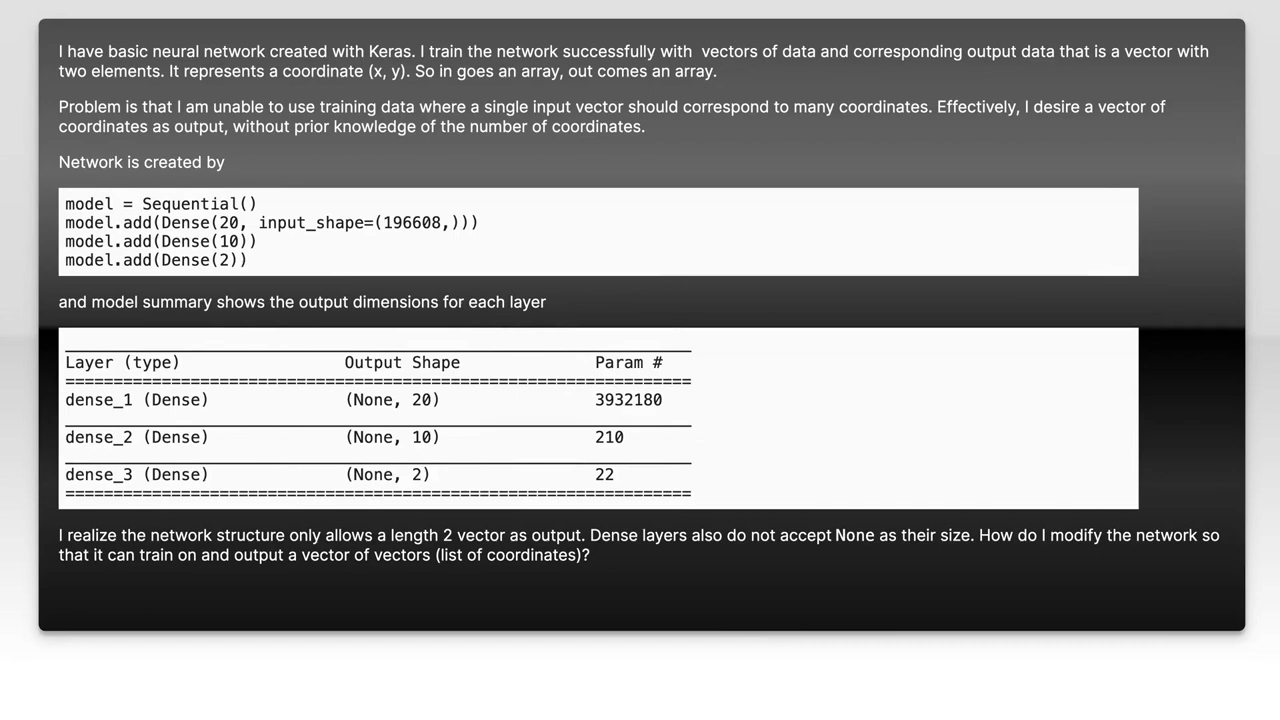 I have basic neural network created with Keras. I train the network successfully with vectors of data and corresponding output data that is a vector with
two elements. It represents a coordinate (x, y). So in goes an array, out comes an array.
Problem is that I am unable to use training data where a single input vector should correspond to many coordinates. Effectively, I desire a vector of
coordinates as output, without prior knowledge of the number of coordinates.
Network is created by
model = Sequential()
model.add(Dense(20, input_shape=(196608,)))
model.add(Dense(10))
model.add(Dense(2))
and model summary shows the output dimensions for each layer
_________________________________________________________________
Layer (type)                 Output Shape              Param #
=================================================================
dense_1 (Dense)              (None, 20)                3932180
_________________________________________________________________
dense_2 (Dense)              (None, 10)                210
_________________________________________________________________
dense_3 (Dense)              (None, 2)                 22
=================================================================
I realize the network structure only allows a length 2 vector as output. Dense layers also do not accept None as their size. How do I modify the network so
that it can train on and output a vector of vectors (list of coordinates)?